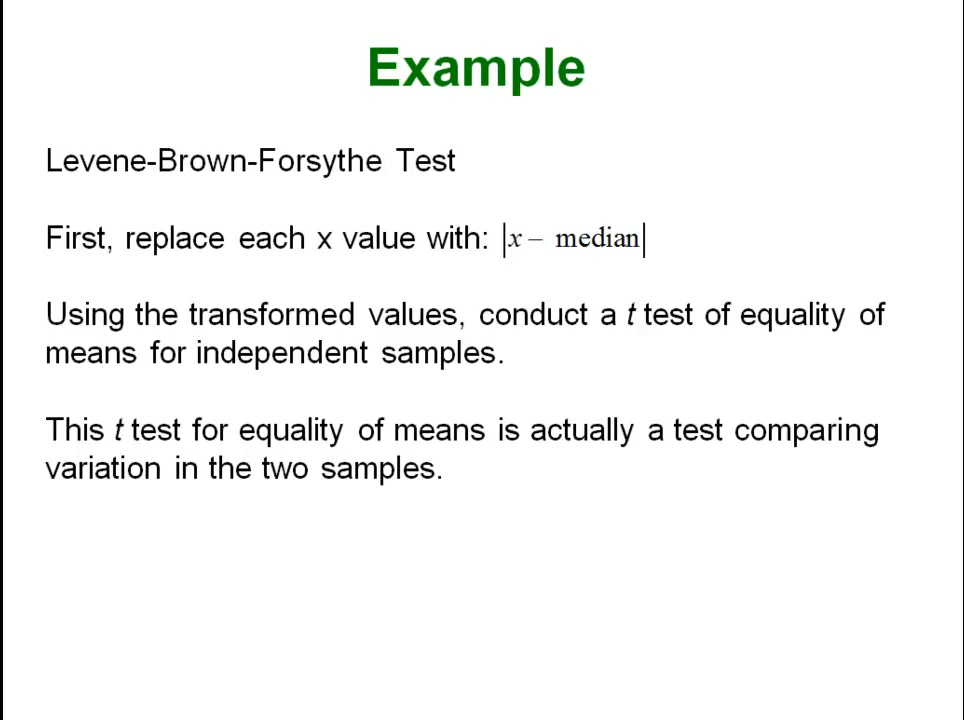 Example
Levene-Brown-Forsythe Test
First, replace each x value with: |x – median|
Using the transformed values, conduct a t test of equality of
means for independent samples.
This t test for equality of means is actually a test comparing
variation in the two samples.